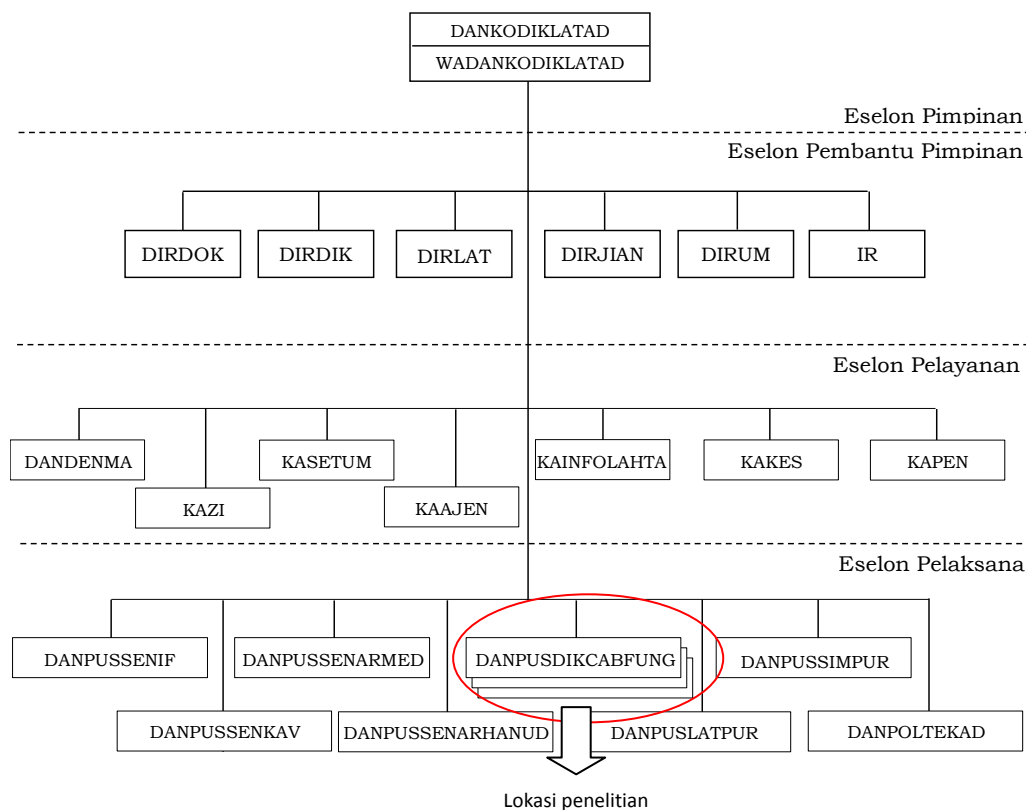 DANKODIKLATAD
WADANKODIKLATAD
Eselon Pimpinan
Eselon Pembantu Pimpinan
DIRDOK
DIRDIK
DIRLAT
DIRJIAN
DIRUM
IR
Eselon Pelayanan
DANDENMA
KASETUM
KAINFOLAHTA
KAKES
KAPEN
KAZI
KAAJEN
Eselon Pelaksana
DANPUSSENIF
DANPUSSENARMED
DANPUSDIKCABFUNG
DANPUSSIMPUR
DANPUSSENKAV
DANPUSSENARHANUD
DANPUSLATPUR
DANPOLTEKAD
Lokasi penelitian